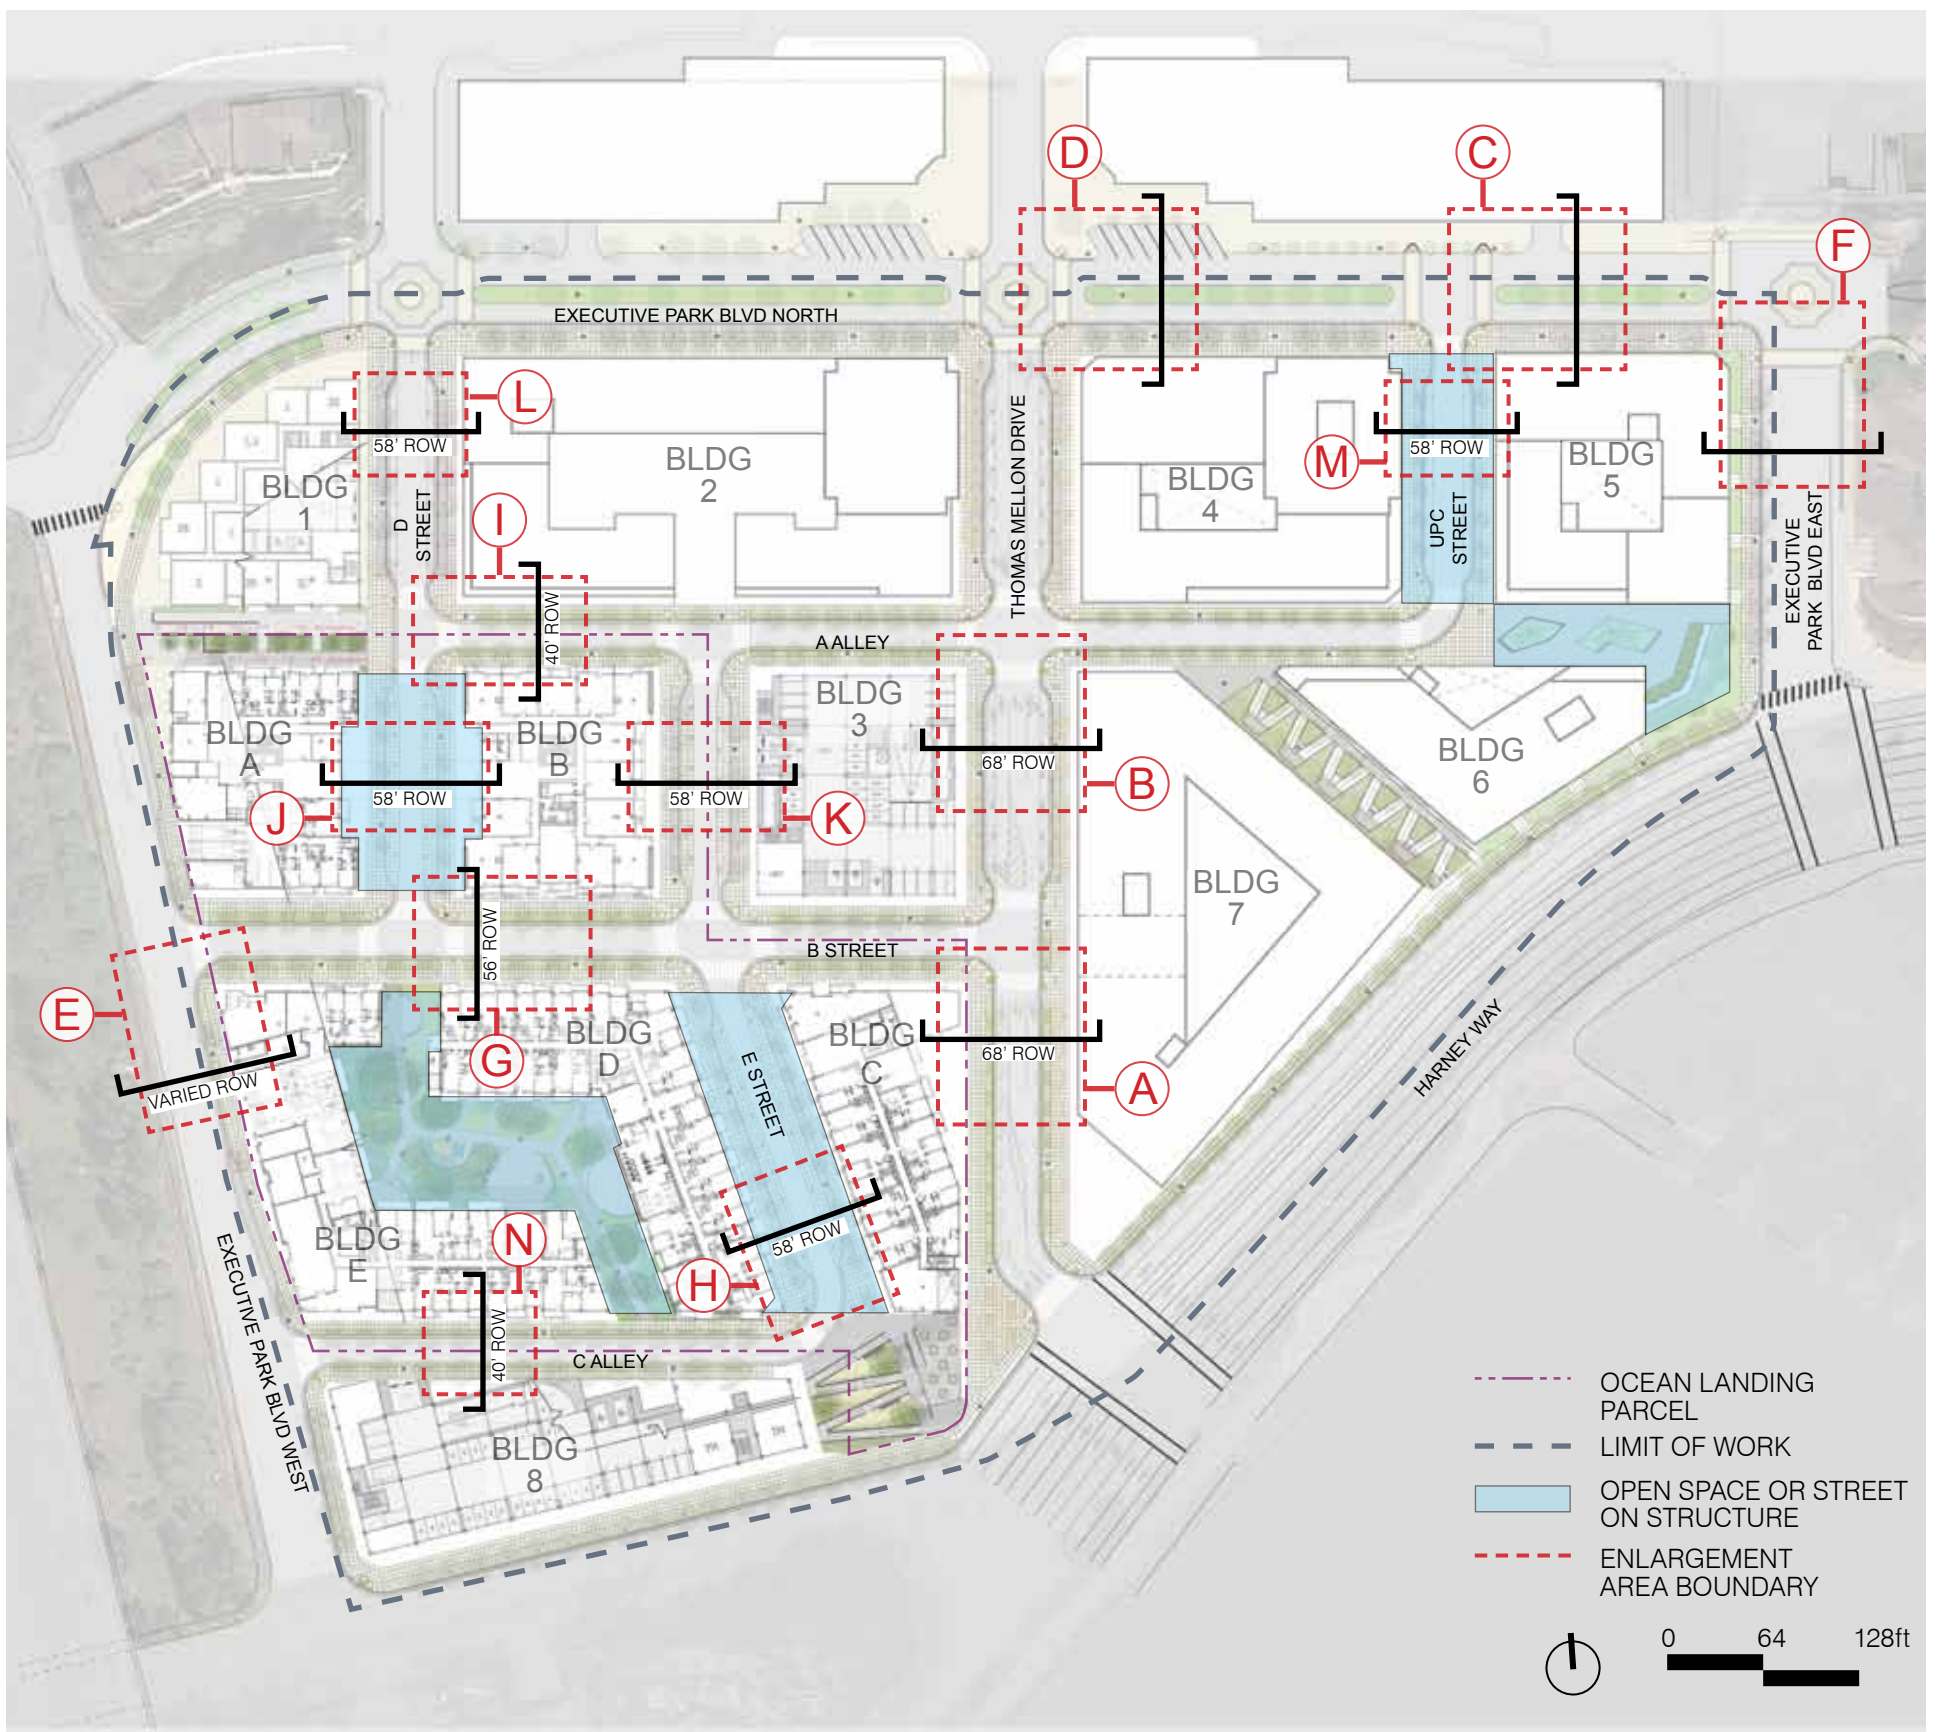 D
C
F
EXECUTIVE PARK BLVD NORTH
L
58' ROW
BLDG
1
D
STREET
I
40' ROW
BLDG
2
THOMAS MELLON DRIVE
BLDG
4
M
58' ROW
UPC
STREET
BLDG
5
EXECUTIVE
PARK BLVD EAST
A ALLEY
BLDG
A
J
58' ROW
BLDG
B
58' ROW
K
BLDG
3
68' ROW
B
BLDG
6
BLDG
7
56' ROW
B STREET
E
VARIED ROW
G
BLDG
D
E STREET
BLDG
C
68' ROW
A
HARNEY WAY
BLDG
E
N
H
58' ROW
EXECUTIVE PARK BLVD WEST
40' ROW
C ALLEY
BLDG
8
OCEAN LANDING
PARCEL
LIMIT OF WORK
OPEN SPACE OR STREET
ON STRUCTURE
ENLARGEMENT
AREA BOUNDARY
0 64 128ft